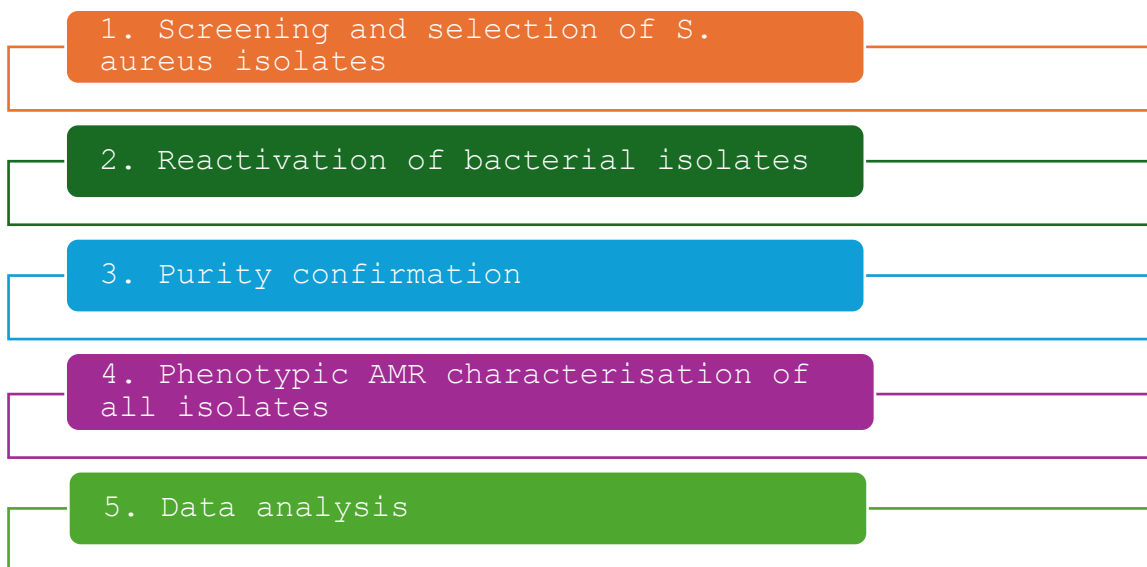 1. Screening and selection of S.
aureus isolates
2. Reactivation of bacterial isolates
3. Purity confirmation
4. Phenotypic AMR characterisation of
all isolates
5. Data analysis